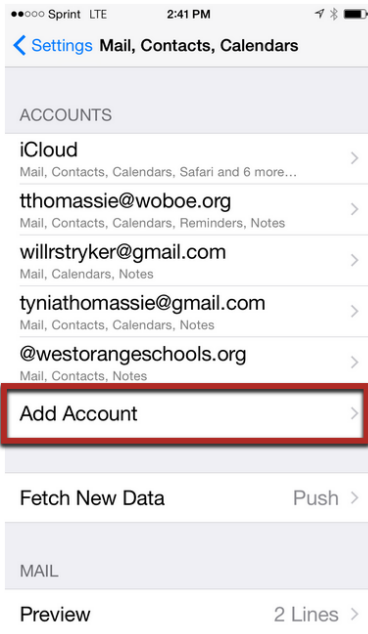 Sprint LTE 2:41 PM
Settings Mail, Contacts, Calendars
ACCOUNTS
iCloud
Mail, Contacts, Calendars, Safari and 6 more...
tthomassie@woboe.org
Mail, Contacts, Calendars, Reminders, Notes
willrstryker@gmail.com
Mail, Calendars, Notes
tyniathomassie@gmail.com
Mail, Contacts, Calendars, Notes
@westorangeschools.org
Mail, Contacts, Notes
Add Account
Fetch New Data Push
MAIL
Preview 2 Lines